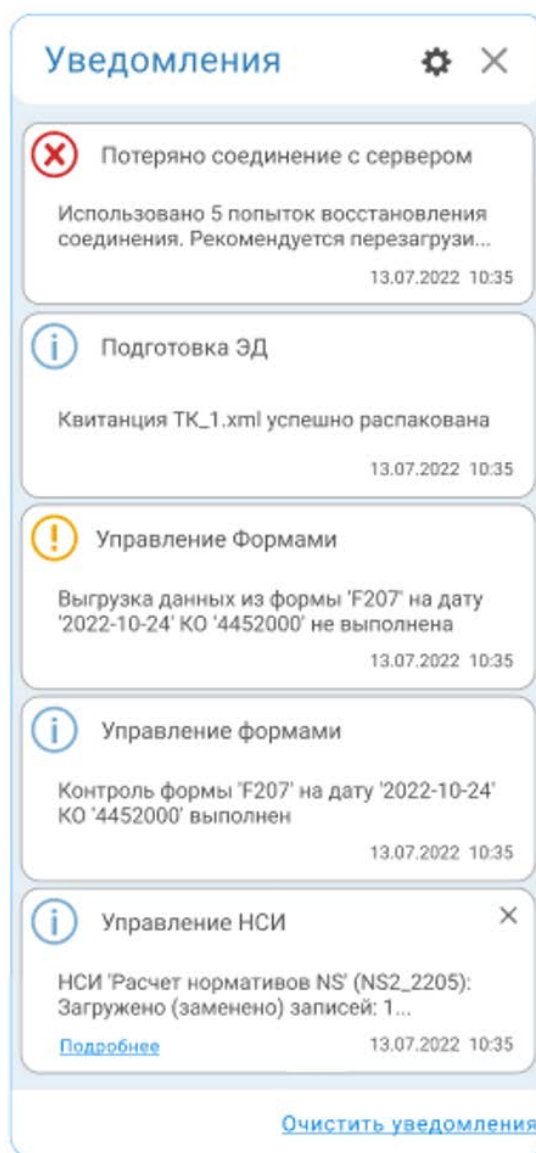 Уведомления
Потеряно соединение с сервером
Использовано 5 попыток восстановления
соединения. Рекомендуется перезагрузи...
13.07.2022 10:35
Подготовка ЭД
Квитанция ТК_1.xml успешно распакована
13.07.2022 10:35
Управление Формами
Выгрузка данных из формы 'F207' на дату
'2022-10-24' КО '4452000' не выполнена
13.07.2022 10:35
Управление формами
Контроль формы 'F207' на дату '2022-10-24'
КО '4452000' выполнен
13.07.2022 10:35
Управление НСИ
НСИ 'Расчет нормативов NS' (NS2_2205):
Загружено (заменено) записей: 1...
Подробнее 13.07.2022 10:35
Очистить уведомления